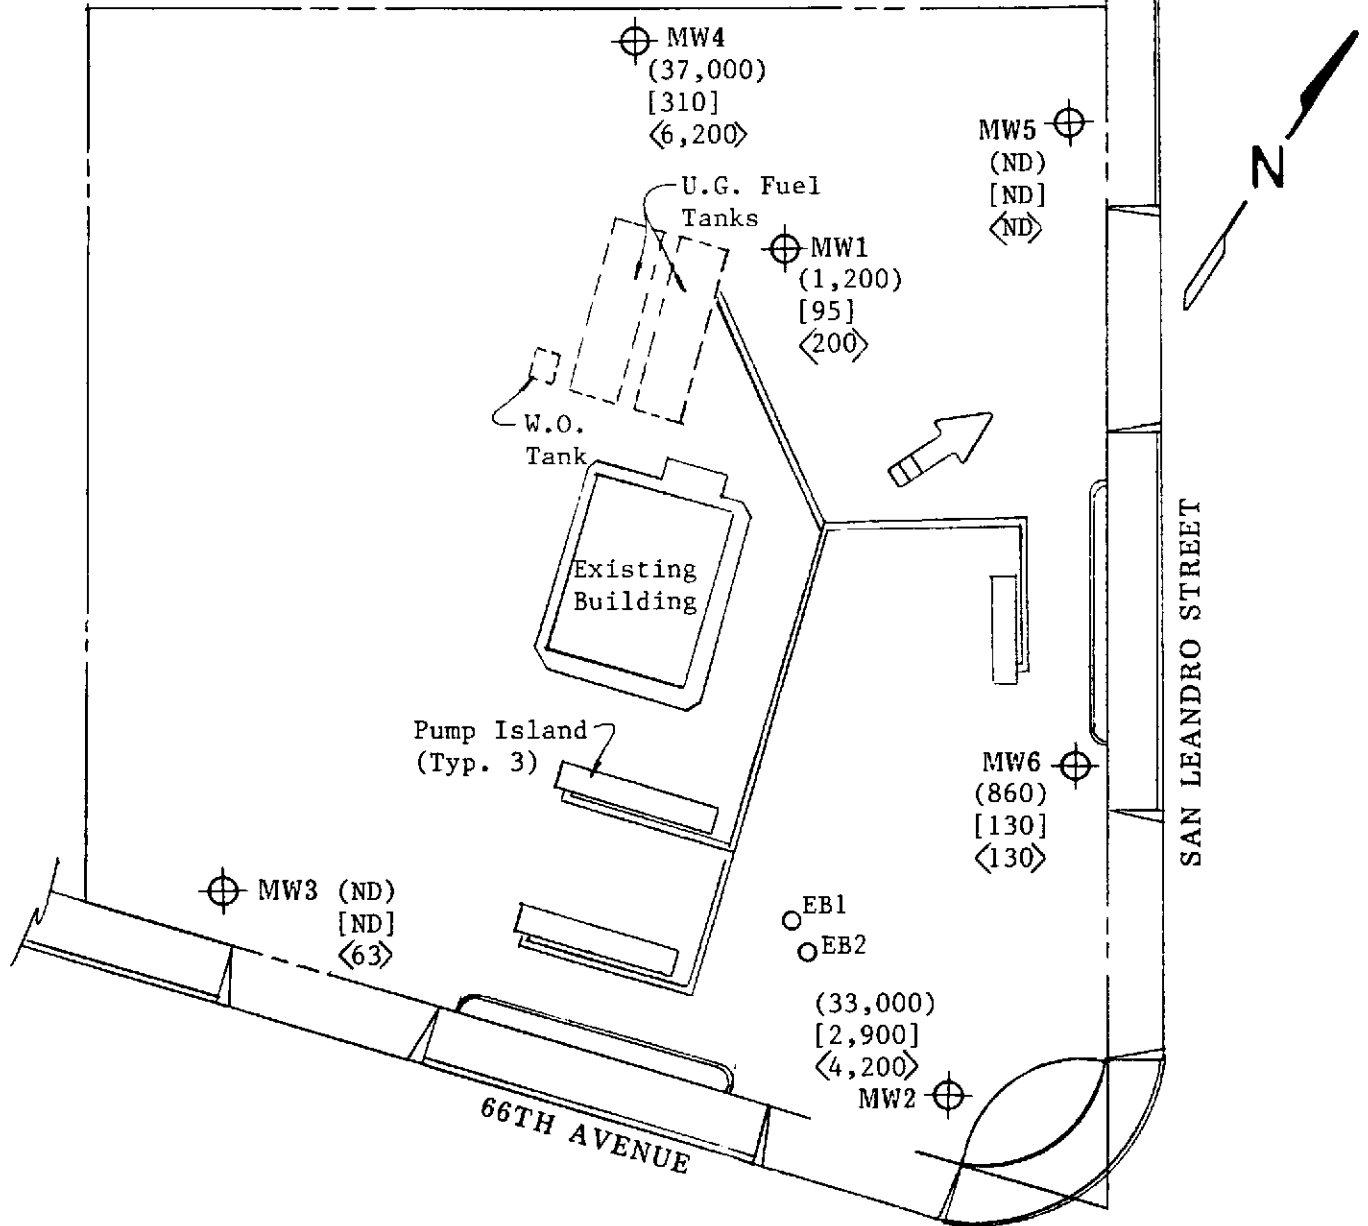 MW4
(37,000)
[310]
<6,200>
MW5
(ND)
[ND]
<ND>
N
U.G. Fuel
Tanks
MW1
(1,200)
[95]
<200>
W.O.
Tank
Existing
Building
SAN LEANDRO STREET
Pump Island
(Typ. 3)
MW6
(860)
[130]
<130>
MW3 (ND)
[ND]
<63>
EB1
EB2
(33,000)
[2,900]
<4,200>
MW2
66TH AVENUE